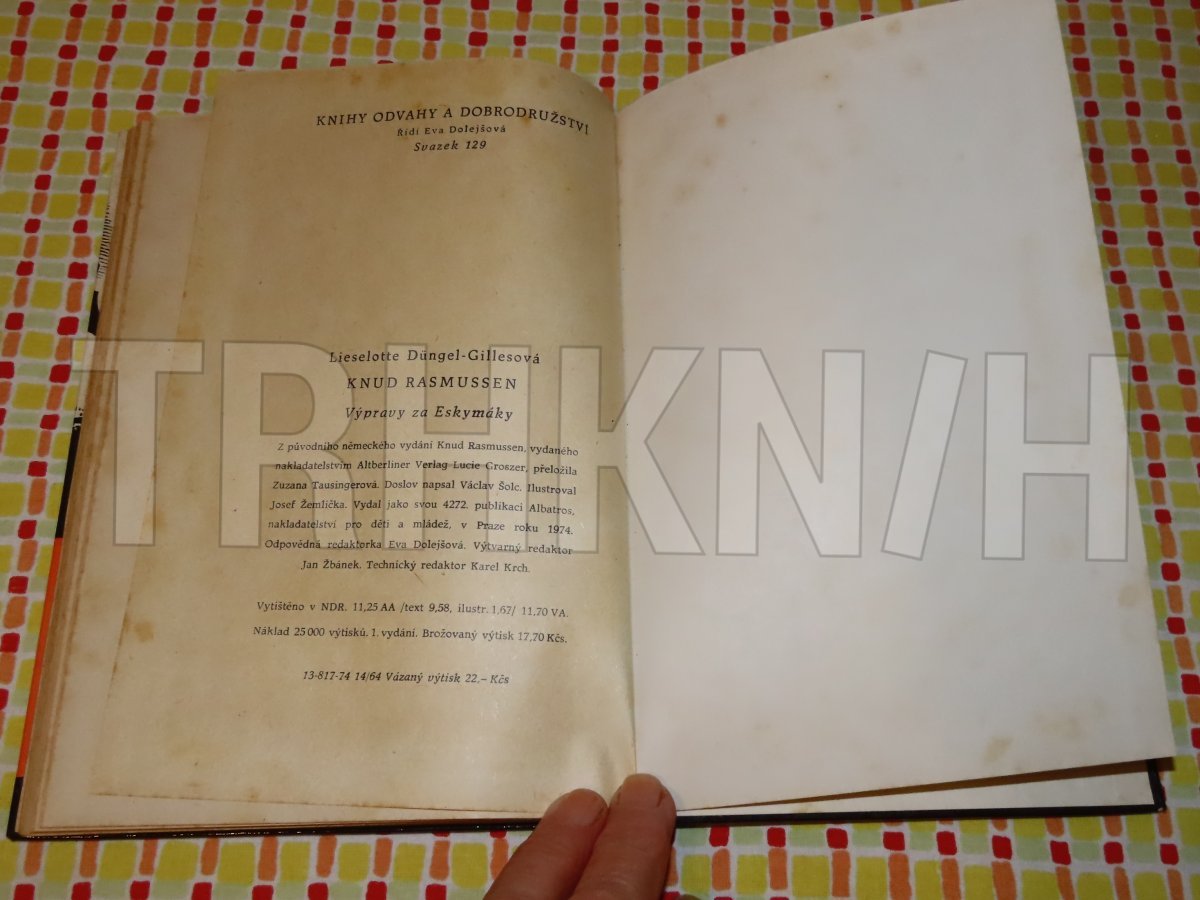 KNIHY ODVAHY A DOBRODRUŽSTVÍ
Řídí Eva Dolejšová
Svazek 129
Lieselotte Düngel-Gillesová
KNUD RASMUSSEN
Výpravy za Eskymáky
Z původního německého vydání Knud Rasmussen, vydaného
nakladatelstvím Altberliner Verlag Lucie Groszer, přeložila
Zuzana Tausingerová. Doslov napsal Václav Šolc. Ilustroval
Josef Žemlička. Vydal jako svou 4272. publikaci Albatros,
nakladatelství pro děti a mládež, v Praze roku 1974.
Odpovědná redaktorka Eva Dolejšová. Výtvarný redaktor
Jan Žbánek. Technický redaktor Karel Krch.
Vytištěno v NDR. 11,25 AA /text 9,58, ilustr. 1,67/ 11,70 VA.
Náklad 25 000 výtisků. 1. vydání. Brožovaný výtisk 17,70 Kčs.
13-817-74 14/64 Vázaný výtisk 22,– Kčs
TRHKN/H